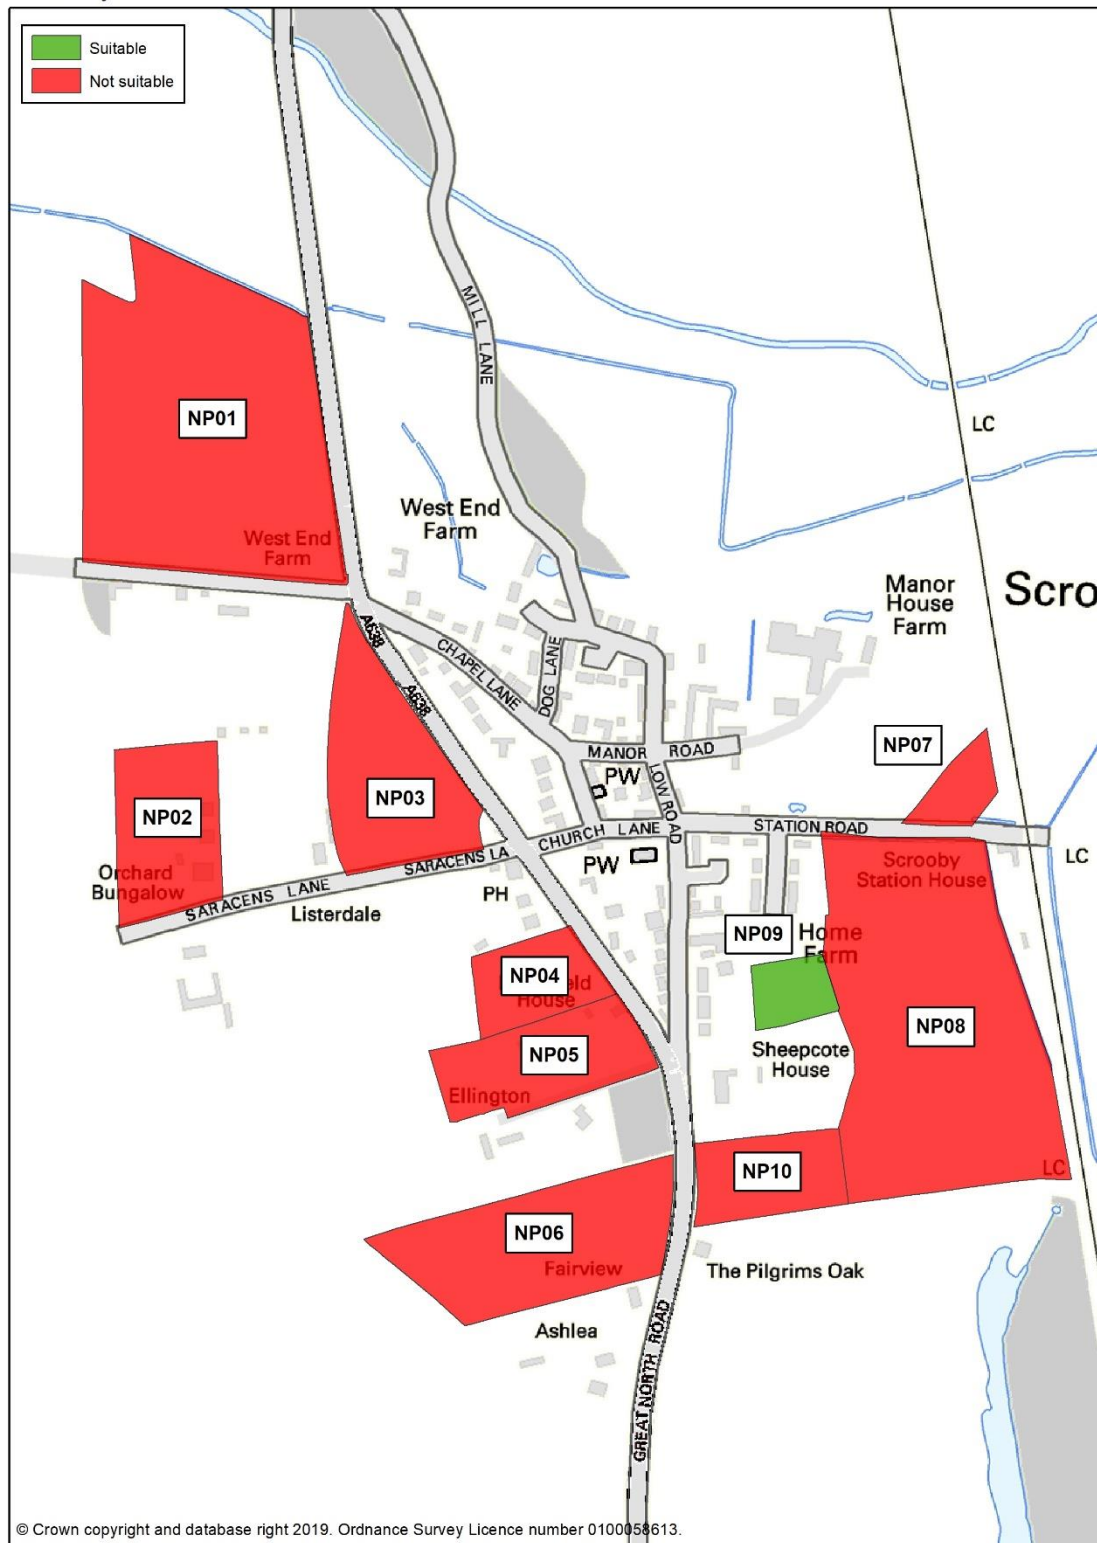 Suitable
Not suitable
MILL LANE
NP01
LC
West End
Farm
West End
Farm
Manor
House
Farm
Scro
A638
A638
CHAPEL LANE
DOG LANE
MANOR ROAD
PW
LOW ROAD
NP07
NP03
NP02
STATION ROAD
CHURCH LANE
SARACENS LA
PW
LC
Scrooby
Station House
Orchard
Bungalow
SARACENS LANE
Listerdale
PH
NP09
Home
Farm
NP04
House
NP08
NP05
Sheepcote
House
Ellington
NP10
LC
NP06
Fairview
The Pilgrims Oak
Ashlea
GREAT NORTH ROAD
© Crown copyright and database right 2019. Ordnance Survey Licence number 0100058613.